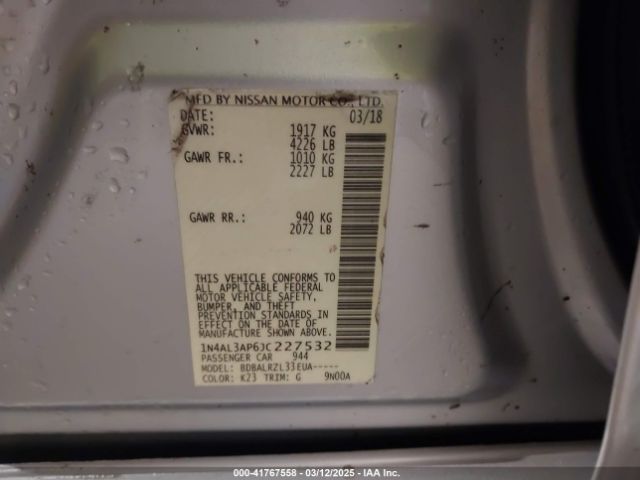 MFD BY NISSAN MOTOR CO., LTD.
DATE: 03/18
GVWR: 1917 KG
4226 LB
GAWR FR.: 1010 KG
2227 LB
GAWR RR.: 940 KG
2072 LB
THIS VEHICLE CONFORMS TO
ALL APPLICABLE FEDERAL
MOTOR VEHICLE SAFETY,
BUMPER, AND THEFT
PREVENTION STANDARDS IN
EFFECT ON THE DATE OF
MANUFACTURE SHOWN ABOVE.
1N4AL3AP6JC227532
PASSENGER CAR 944
MODEL: BDBALRZL33EUA-----
COLOR: K23 TRIM: G 9N00A
000-41767558 - 03/12/2025 - IAA Inc.